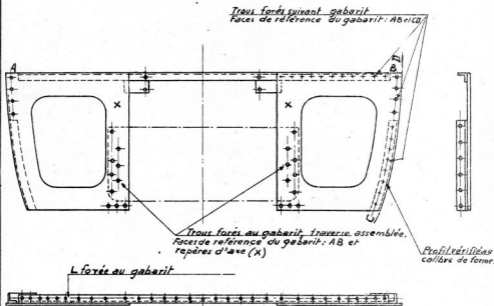 Trous forés suivant gabarit
Faces de référence du gabarit: AB et CD
A
B
D
x
x
C
Trous forés au gabarit, traverse assemblée.
Faces de référence du gabarit: AB et
repères d'axe (x)
Profil vérifié au
calibre de forme.
L forée au gabarit